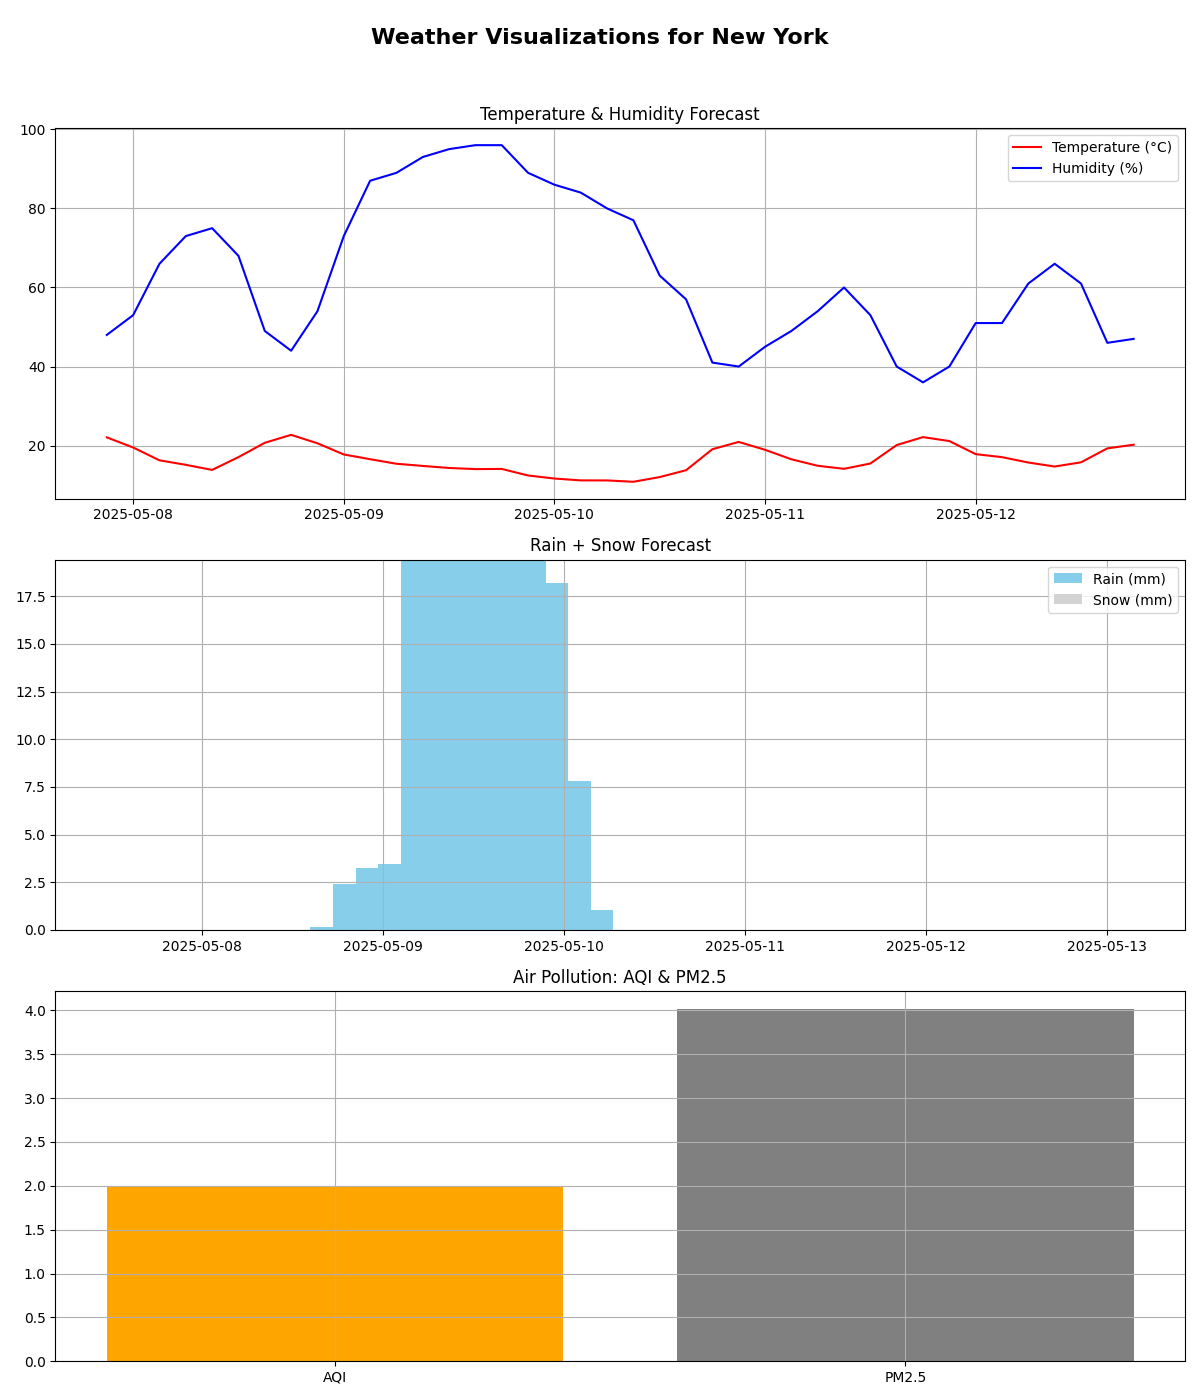 Weather Visualizations for New York
Temperature & Humidity Forecast
100
80
60
40
20
Temperature (°C)
Humidity (%)
2025-05-08 2025-05-09 2025-05-10 2025-05-11 2025-05-12
Rain + Snow Forecast
17.5
15.0
12.5
10.0
7.5
5.0
2.5
0.0
Rain (mm)
Snow (mm)
2025-05-08 2025-05-09 2025-05-10 2025-05-11 2025-05-12 2025-05-13
Air Pollution: AQI & PM2.5
4.0
3.5
3.0
2.5
2.0
1.5
1.0
0.5
0.0
AQI PM2.5